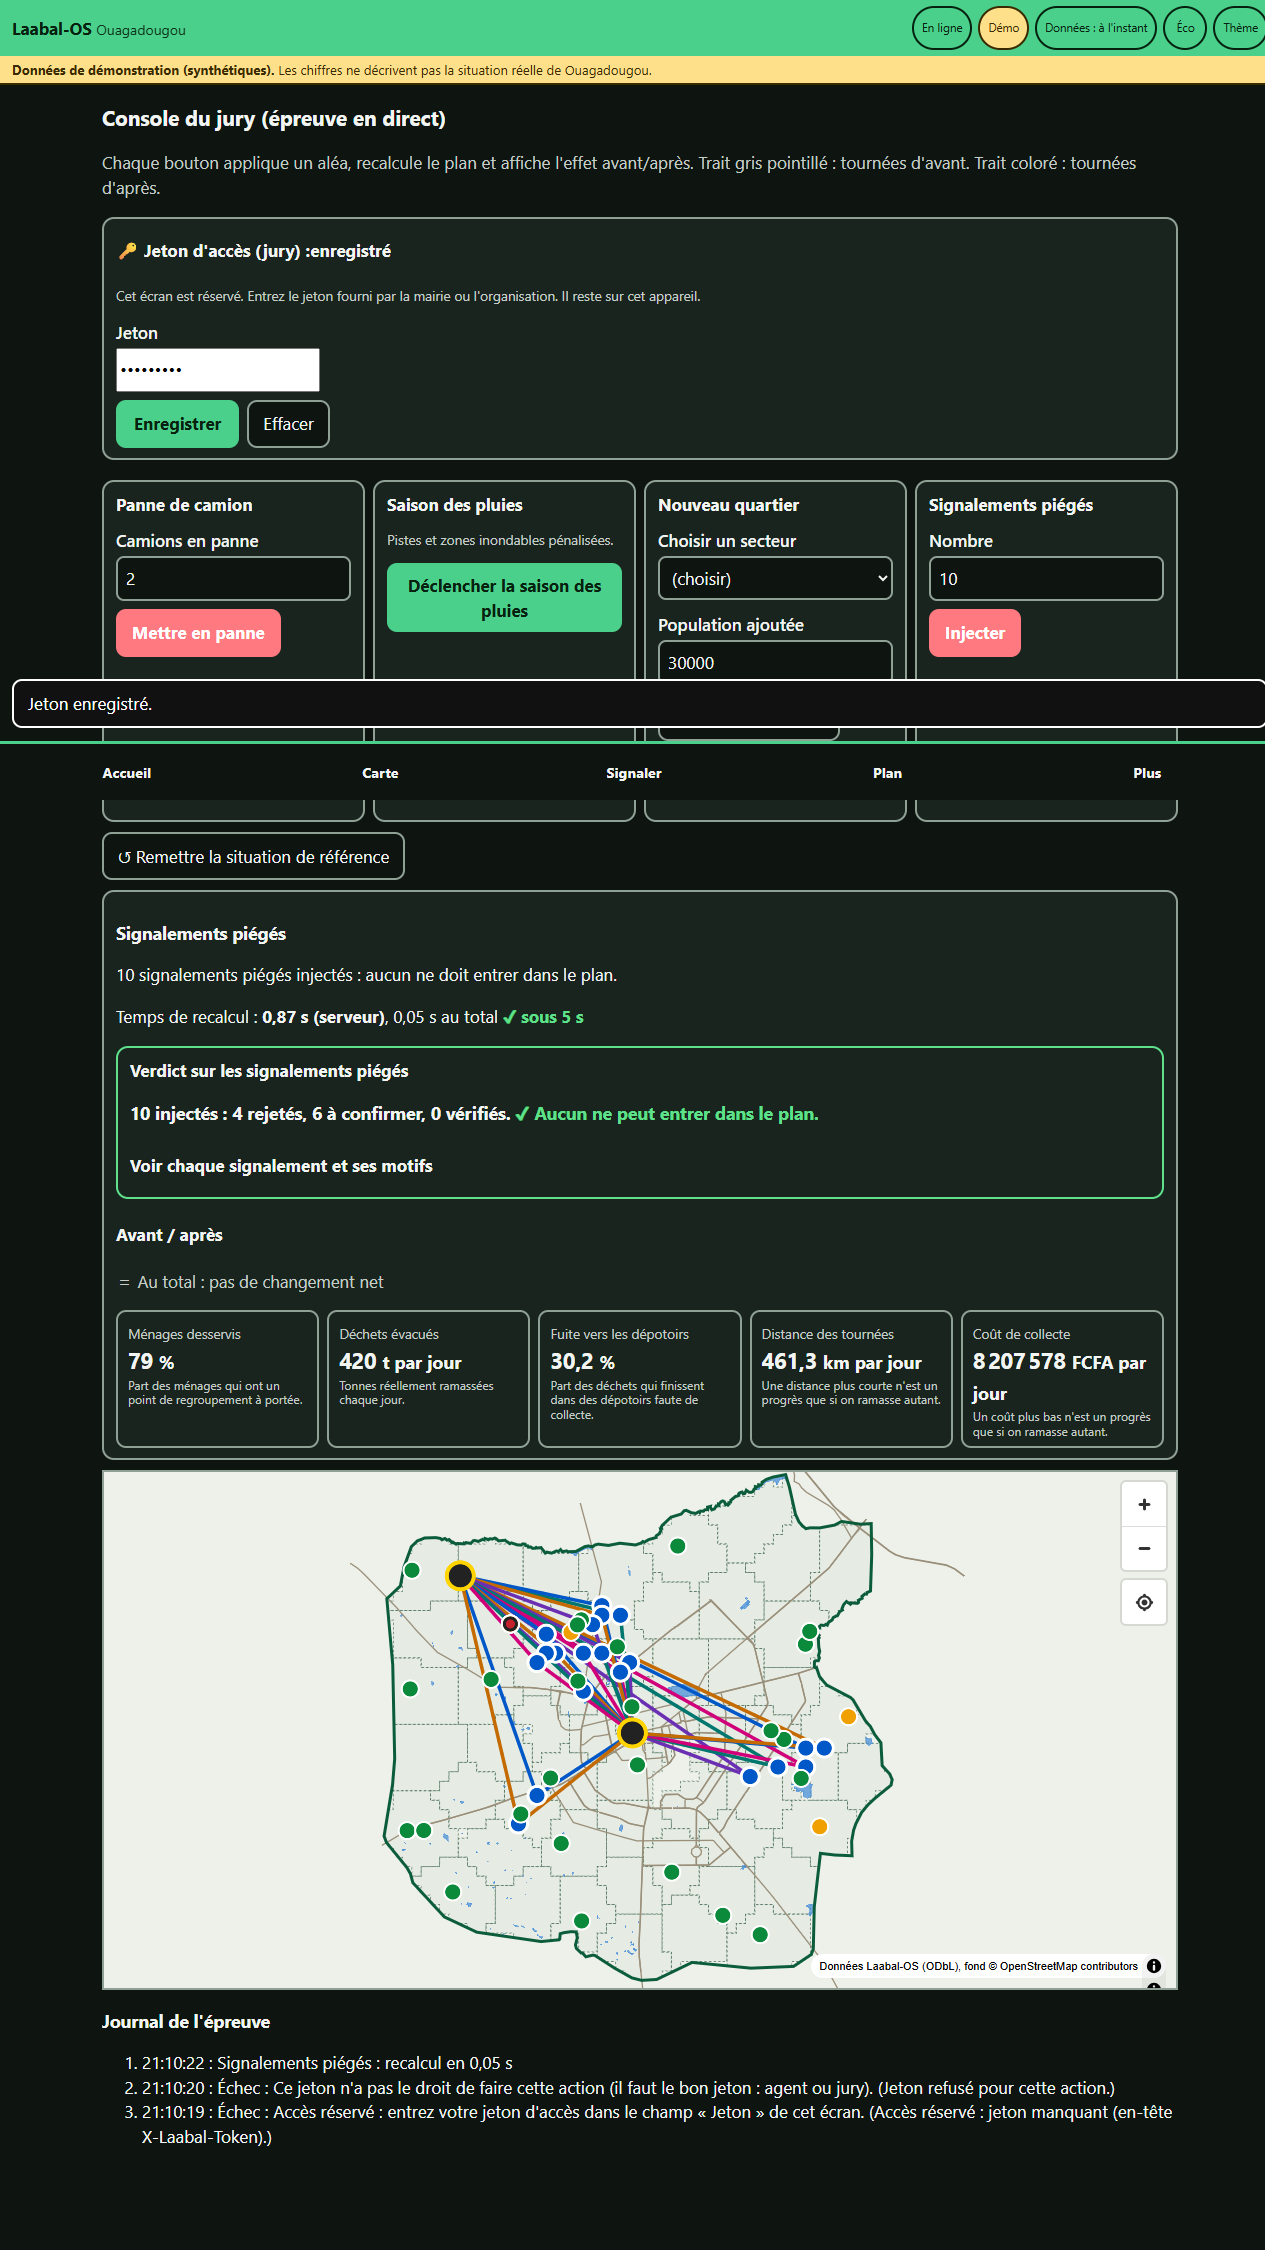 Laabal-OS Ouagadougou
En ligne
Démo
Données : à l'instant
Éco
Thème
Données de démonstration (synthétiques). Les chiffres ne décrivent pas la situation réelle de Ouagadougou.
Console du jury (épreuve en direct)
Chaque bouton applique un aléa, recalcule le plan et affiche l'effet avant/après. Trait gris pointillé : tournées d'avant. Trait coloré : tournées
d'après.
🔑 Jeton d'accès (jury) :enregistré
Cet écran est réservé. Entrez le jeton fourni par la mairie ou l'organisation. Il reste sur cet appareil.
Jeton
•••••••••
Enregistrer
Effacer
Panne de camion
Camions en panne
2
Mettre en panne
Saison des pluies
Pistes et zones inondables pénalisées.
Déclencher la saison des
pluies
Nouveau quartier
Choisir un secteur
(choisir)
Population ajoutée
30000
Signalements piégés
Nombre
10
Injecter
Jeton enregistré.
Accueil
Carte
Signaler
Plan
Plus
↺ Remettre la situation de référence
Signalements piégés
10 signalements piégés injectés : aucun ne doit entrer dans le plan.
Temps de recalcul : 0,87 s (serveur), 0,05 s au total ✔ sous 5 s
Verdict sur les signalements piégés
10 injectés : 4 rejetés, 6 à confirmer, 0 vérifiés. ✔ Aucun ne peut entrer dans le plan.
Voir chaque signalement et ses motifs
Avant / après
= Au total : pas de changement net
Ménages desservis
79 %
Part des ménages qui ont un
point de regroupement à portée.
Déchets évacués
420 t par jour
Tonnes réellement ramassées
chaque jour.
Fuite vers les dépotoirs
30,2 %
Part des déchets qui finissent
dans des dépotoirs faute de
collecte.
Distance des tournées
461,3 km par jour
Une distance plus courte n'est un
progrès que si on ramasse autant.
Coût de collecte
8 207 578 FCFA par
jour
Un coût plus bas n'est un progrès
que si on ramasse autant.
+
−
Données Laabal-OS (ODbL), fond © OpenStreetMap contributors
Journal de l'épreuve
1. 21:10:22 : Signalements piégés : recalcul en 0,05 s
2. 21:10:20 : Échec : Ce jeton n'a pas le droit de faire cette action (il faut le bon jeton : agent ou jury). (Jeton refusé pour cette action.)
3. 21:10:19 : Échec : Accès réservé : entrez votre jeton d'accès dans le champ « Jeton » de cet écran. (Accès réservé : jeton manquant (en-tête
X-Laabal-Token).)